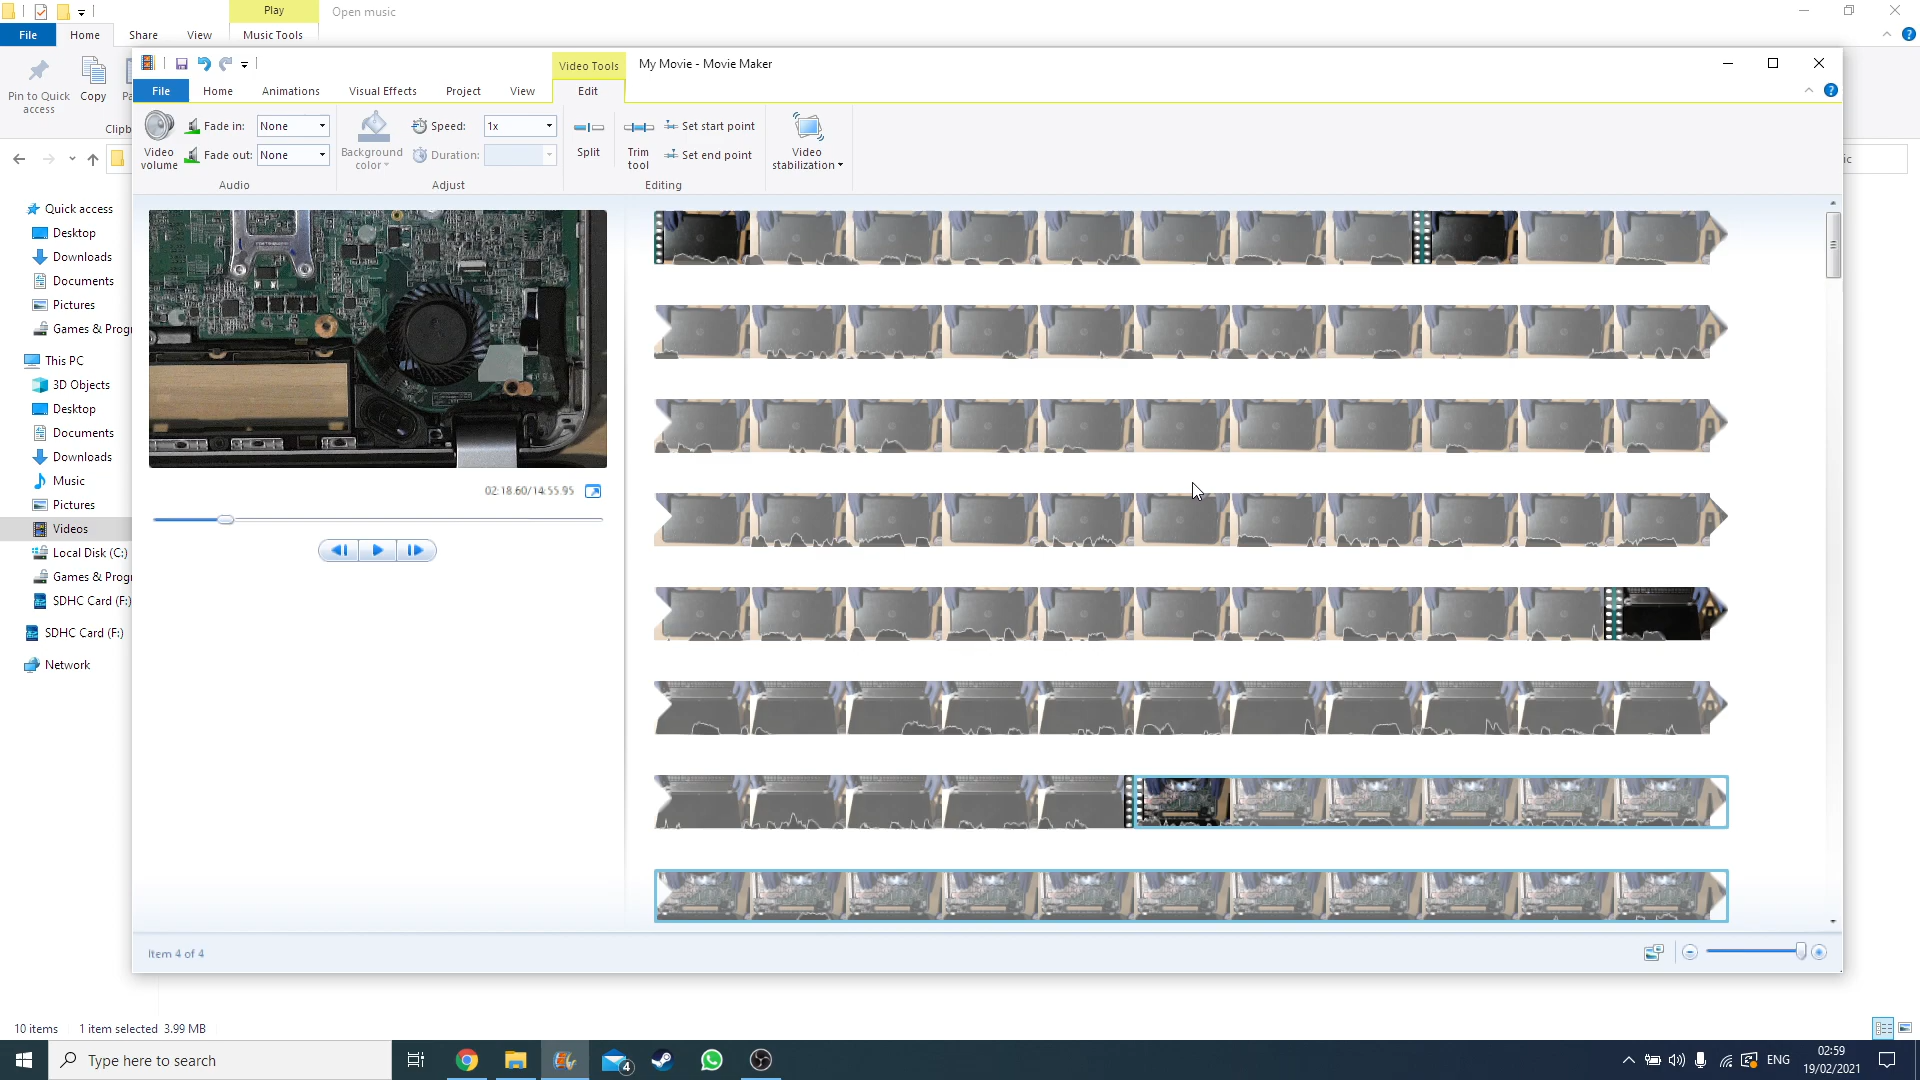 Play
Open music
File
Home
Share
View
Music Tools
?
Pin to Quick access
Copy
Pa
Clipb
ic
Video Tools
My Movie - Movie Maker
File
Home
Animations
Visual Effects
Project
View
Edit
?
Video volume
Fade in:
None
Fade out:
None
Audio
Background color
Speed:
1x
Duration:
Adjust
Split
Trim tool
Set start point
Set end point
Editing
Video stabilization
Quick access
Desktop
Downloads
Documents
Pictures
Games & Progr
This PC
3D Objects
Desktop
Documents
Downloads
Music
Pictures
Videos
Local Disk (C:)
Games & Progr
SDHC Card (F:)
SDHC Card (F:)
Network
02:18.60/14:55.95
Item 4 of 4
10 items
1 item selected 3.99 MB
Type here to search
4
ENG
02:59
19/02/2021